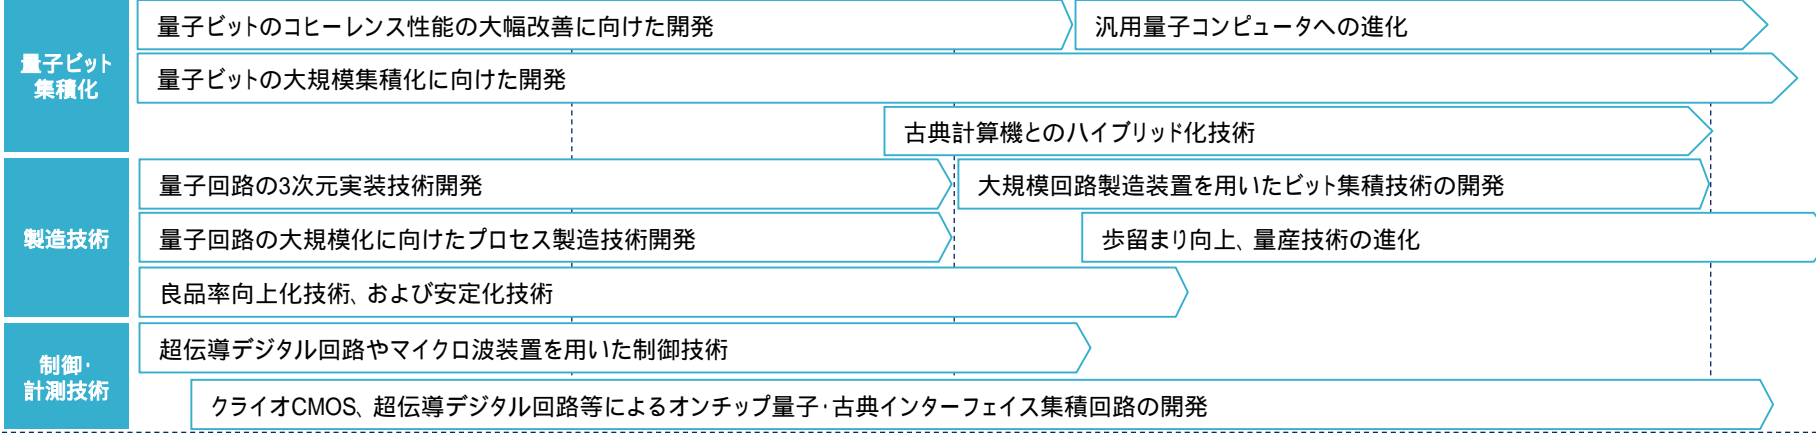 量子ビット
集積化
量子ビットのコヒーレンス性能の大幅改善に向けた開発
汎用量子コンピュータへの進化
量子ビットの大規模集積化に向けた開発
古典計算機とのハイブリッド化技術
製造技術
量子回路の3次元実装技術開発
大規模回路製造装置を用いたビット集積技術の開発
量子回路の大規模化に向けたプロセス製造技術開発
歩留まり向上、量産技術の進化
良品率向上化技術、および安定化技術
制御・
計測技術
超伝導デジタル回路やマイクロ波装置を用いた制御技術
クライオCMOS、超伝導デジタル回路等によるオンチップ量子・古典インターフェイス集積回路の開発